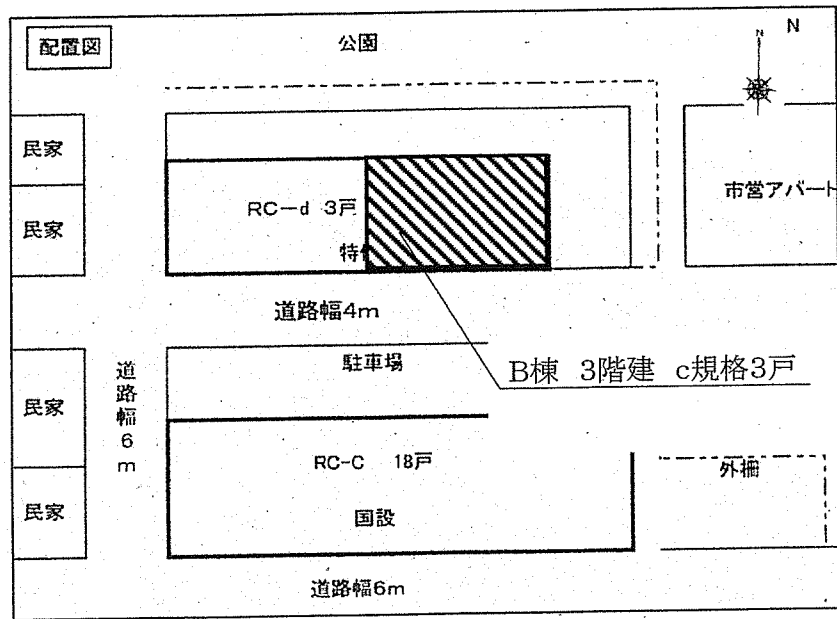 配置図
公園
N
N
民家
市営アパート
RC-d 3戸
民家
道路幅4m
駐車場
B棟 3階建 c規格3戸
道路幅6m
民家
RC-C 18戸
外柵
国設
民家
道路幅6m